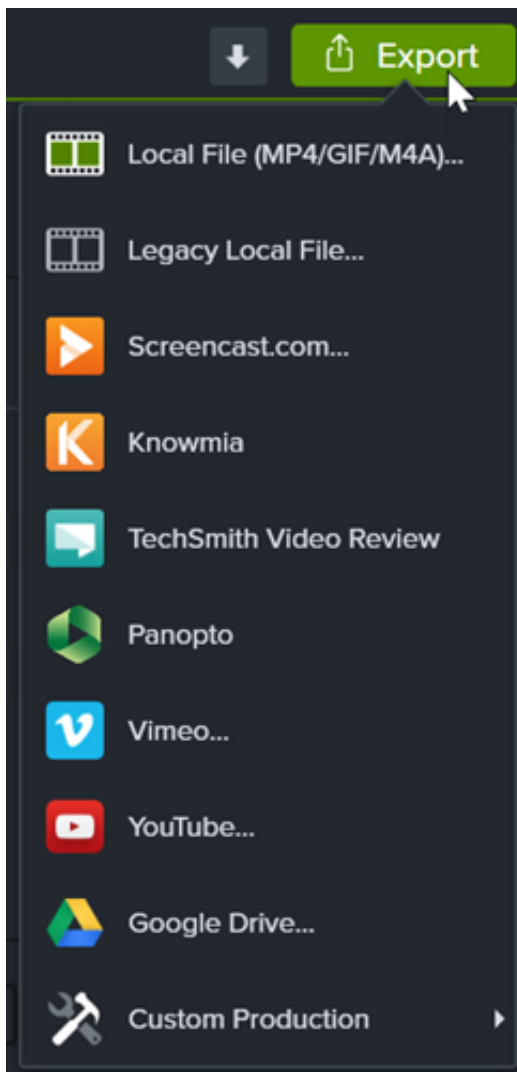 Export
Local File (MP4/GIF/M4A)...
Legacy Local File...
Screencast.com...
Knowmia
TechSmith Video Review
Panopto
Vimeo...
YouTube...
Google Drive...
Custom Production